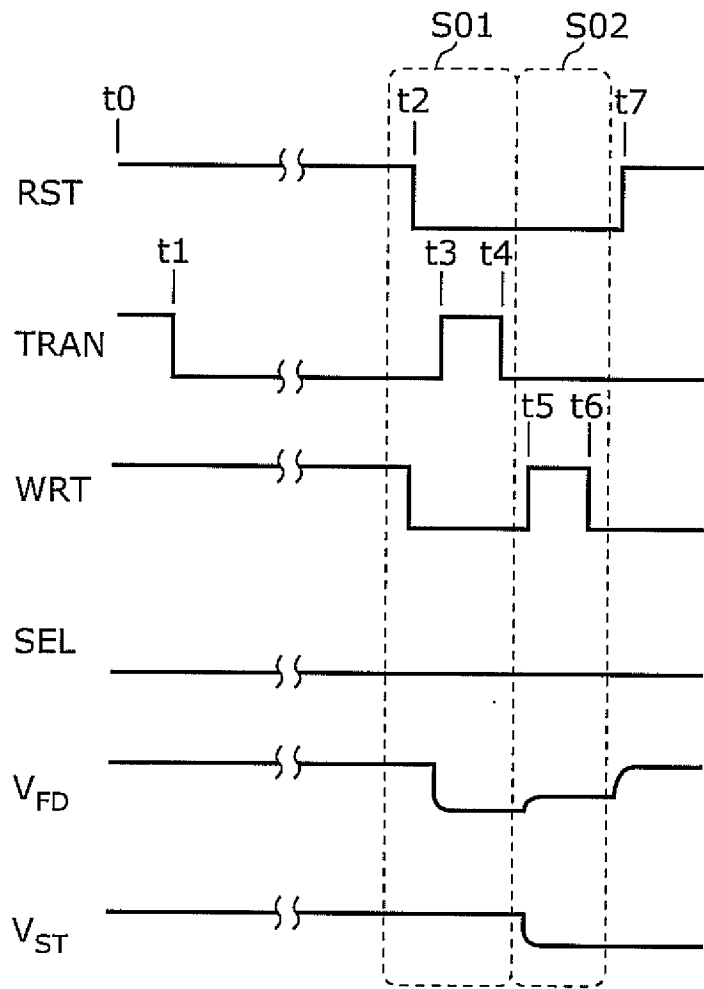 S01 S02
t0 t2 t7
RST
t1 t3 t4
TRAN
t5 t6
WRT
SEL
VFD
VST